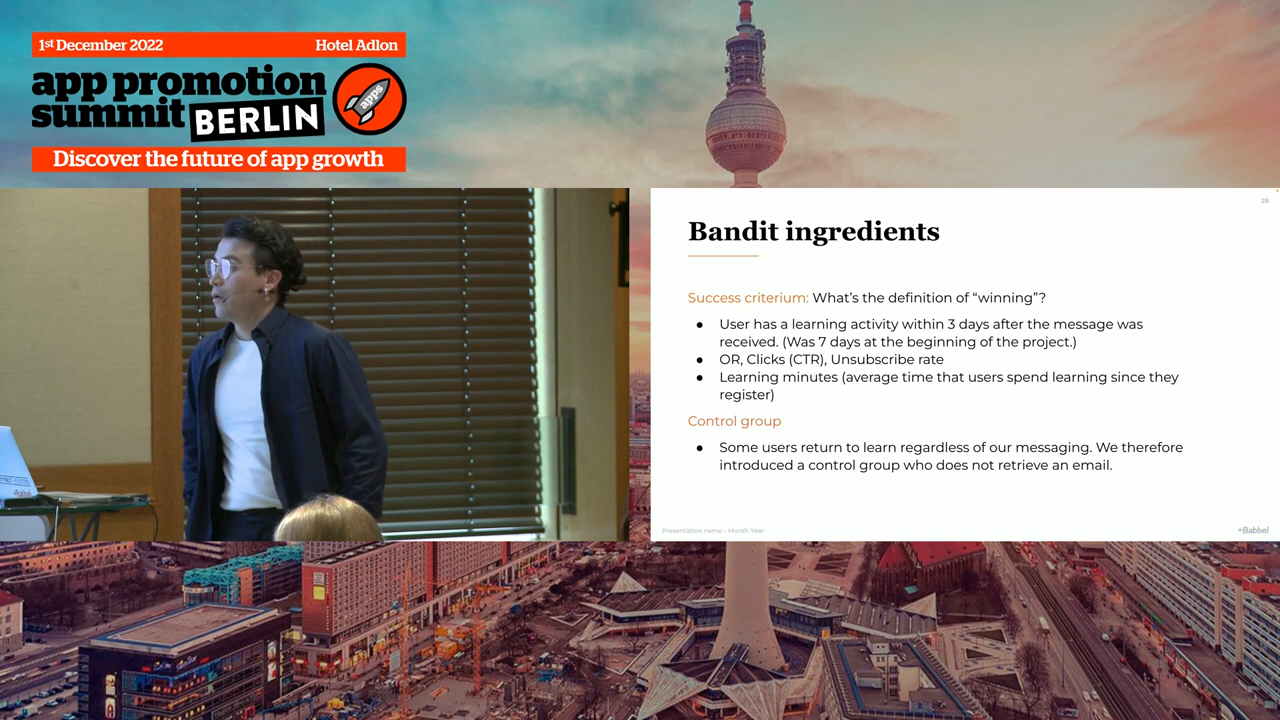 1st December 2022
Hotel Adlon
app promotion
summit BERLIN
apps
Discover the future of app growth
28
Bandit ingredients
Success criterium: What's the definition of “winning”?
● User has a learning activity within 3 days after the message was
received. (Was 7 days at the beginning of the project.)
● OR, Clicks (CTR), Unsubscribe rate
● Learning minutes (average time that users spend learning since they
register)
Control group
● Some users return to learn regardless of our messaging. We therefore
introduced a control group who does not retrieve an email.
Presentation name – Month Year
+Babbel
+Babbel